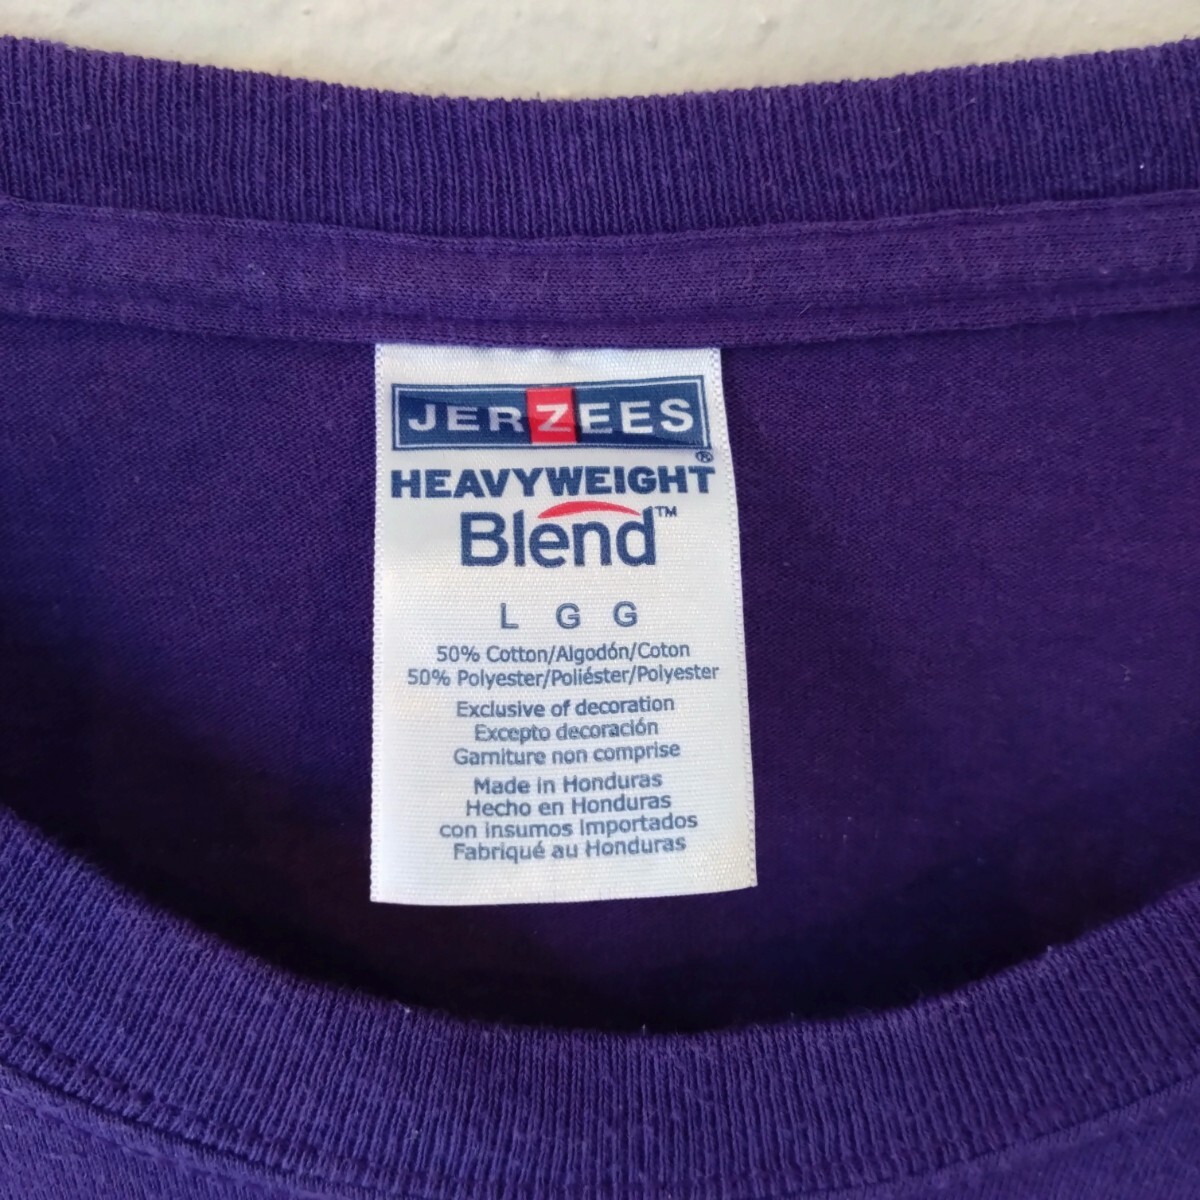 JERZEES
®
HEAVYWEIGHT
Blend™
L G G
50% Cotton/Algodón/Coton
50% Polyester/Poliéster/Polyester
Exclusive of decoration
Excepto decoración
Garniture non comprise
Made in Honduras
Hecho en Honduras
con insumos Importados
Fabriqué au Honduras